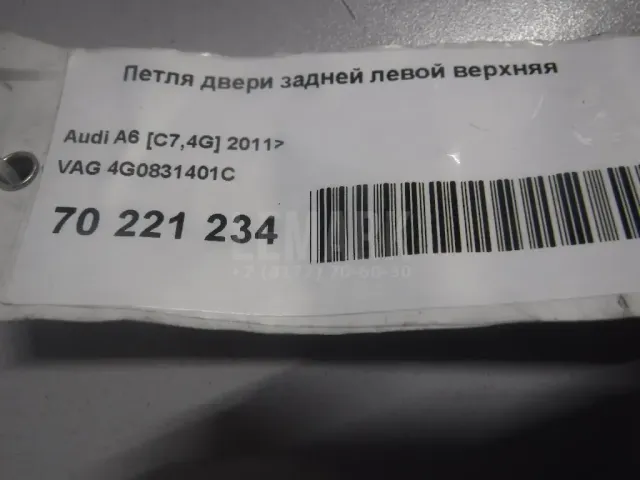 Петля двери задней левой верхняя
Audi A6 [C7,4G] 2011>
VAG 4G0831401C
70 221 234